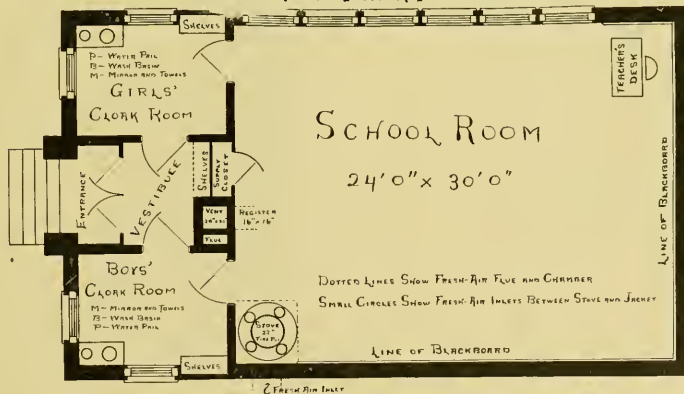 SHELVES
P - WATER PAIL
B - WASH BASIN
M - MIRROR AND TOWELS
GIRLS'
CLOAK ROOM
ENTRANCE
VESTIBULE
SHELVES
SUPPLY
CLOSET
VENT
FLUE
REGISTER
16" x 16"
SCHOOL ROOM
24'0" x 30'0"
TEACHER'S
DESK
LINE OF BLACKBOARD
BOYS'
CLOAK ROOM
M - MIRROR AND TOWELS
B - WASH BASIN
P - WATER PAIL
SHELVES
STOVE
22"
DOTTED LINES SHOW FRESH-AIR FLUE AND CHAMBER
SMALL CIRCLES SHOW FRESH-AIR INLETS BETWEEN STOVE AND JACKET
LINE OF BLACKBOARD
FRESH AIR INLET